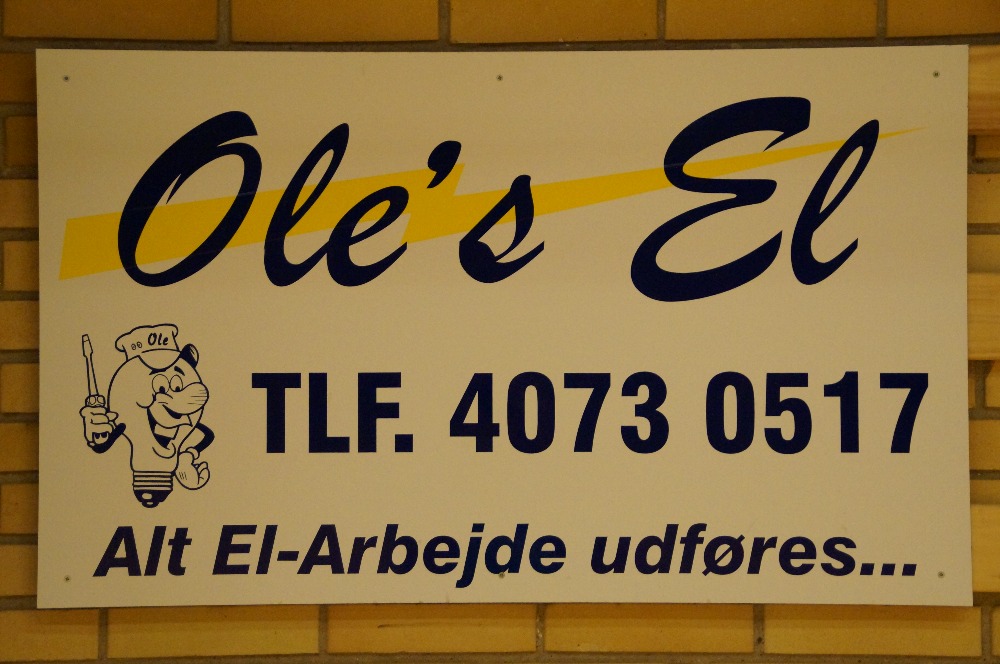 Ole's El
Ole
TLF. 4073 0517
Alt El-Arbejde udføres...